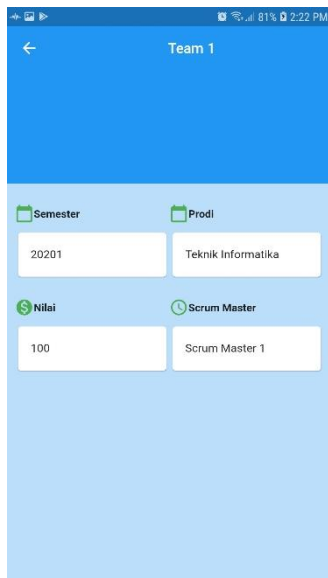 81% 2:22 PM
Team 1
Semester
Prodi
20201
Teknik Informatika
Nilai
Scrum Master
100
Scrum Master 1